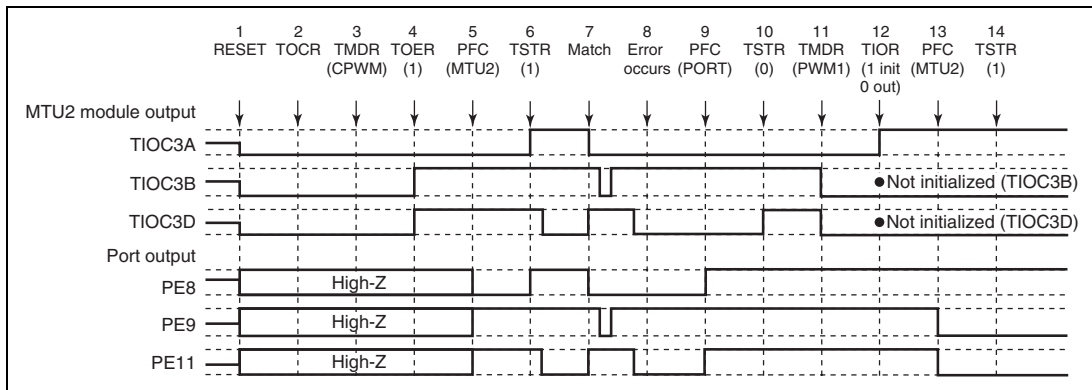 1 2 3 4 5 6 7 8 9 10 11 12 13 14
RESET TOCR TMDR TOER PFC TSTR Match Error PFC TSTR TMDR TIOR PFC TSTR
(CPWM) (1) (MTU2) (1) occurs (PORT) (0) (PWM1) (1 init (MTU2) (1)
0 out)
MTU2 module output
TIOC3A
TIOC3B
●Not initialized (TIOC3B)
TIOC3D
●Not initialized (TIOC3D)
Port output
PE8
High-Z
PE9
High-Z
PE11
High-Z